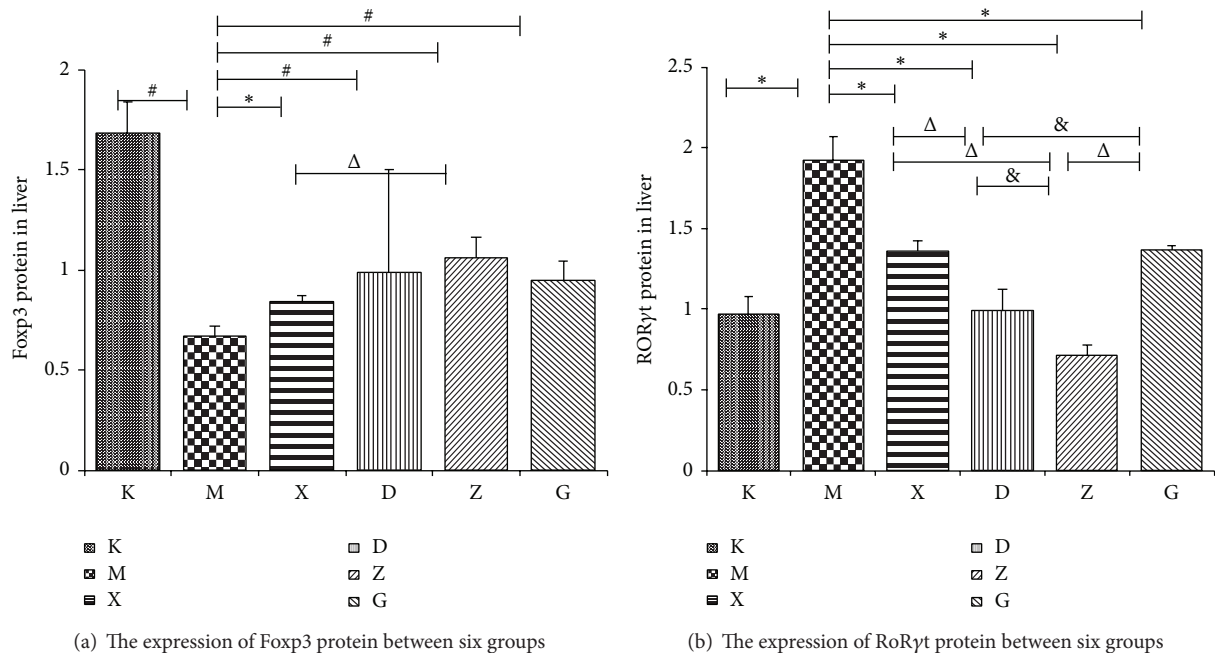 #
#
#
#
*
Δ
2
1.5
1
0.5
0
Foxp3 protein in liver
K M X D Z G
K
M
X
D
Z
G
(a) The expression of Foxp3 protein between six groups
*
*
*
*
*
Δ
&
Δ
Δ
&
2.5
2
1.5
1
0.5
0
RORγt protein in liver
K M X D Z G
K
M
X
D
Z
G
(b) The expression of RoRγt protein between six groups